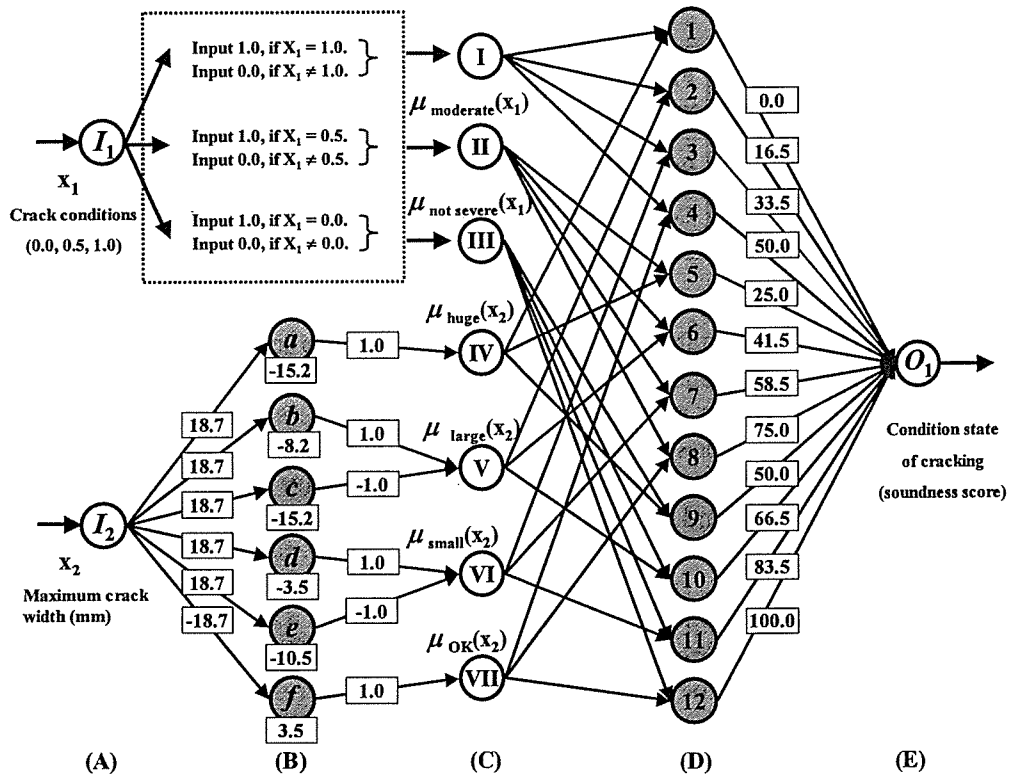 Input 1.0, if X1 = 1.0.
Input 0.0, if X1 ≠ 1.0.
Input 1.0, if X1 = 0.5.
Input 0.0, if X1 ≠ 0.5.
Input 1.0, if X1 = 0.0.
Input 0.0, if X1 ≠ 0.0.
I1
x1
Crack conditions
(0.0, 0.5, 1.0)
I2
x2
Maximum crack
width (mm)
18.7
18.7
18.7
18.7
18.7
-18.7
a
-15.2
b
-8.2
c
-15.2
d
-3.5
e
-10.5
f
3.5
1.0
1.0
-1.0
1.0
-1.0
1.0
I
μ moderate(x1)
II
μ not severe(x1)
III
μ huge(x2)
IV
μ large(x2)
V
μ small(x2)
VI
μ OK(x2)
VII
1
2
3
4
5
6
7
8
9
10
11
12
0.0
16.5
33.5
50.0
25.0
41.5
58.5
75.0
50.0
66.5
83.5
100.0
O1
Condition state
of cracking
(soundness score)
(A)
(B)
(C)
(D)
(E)